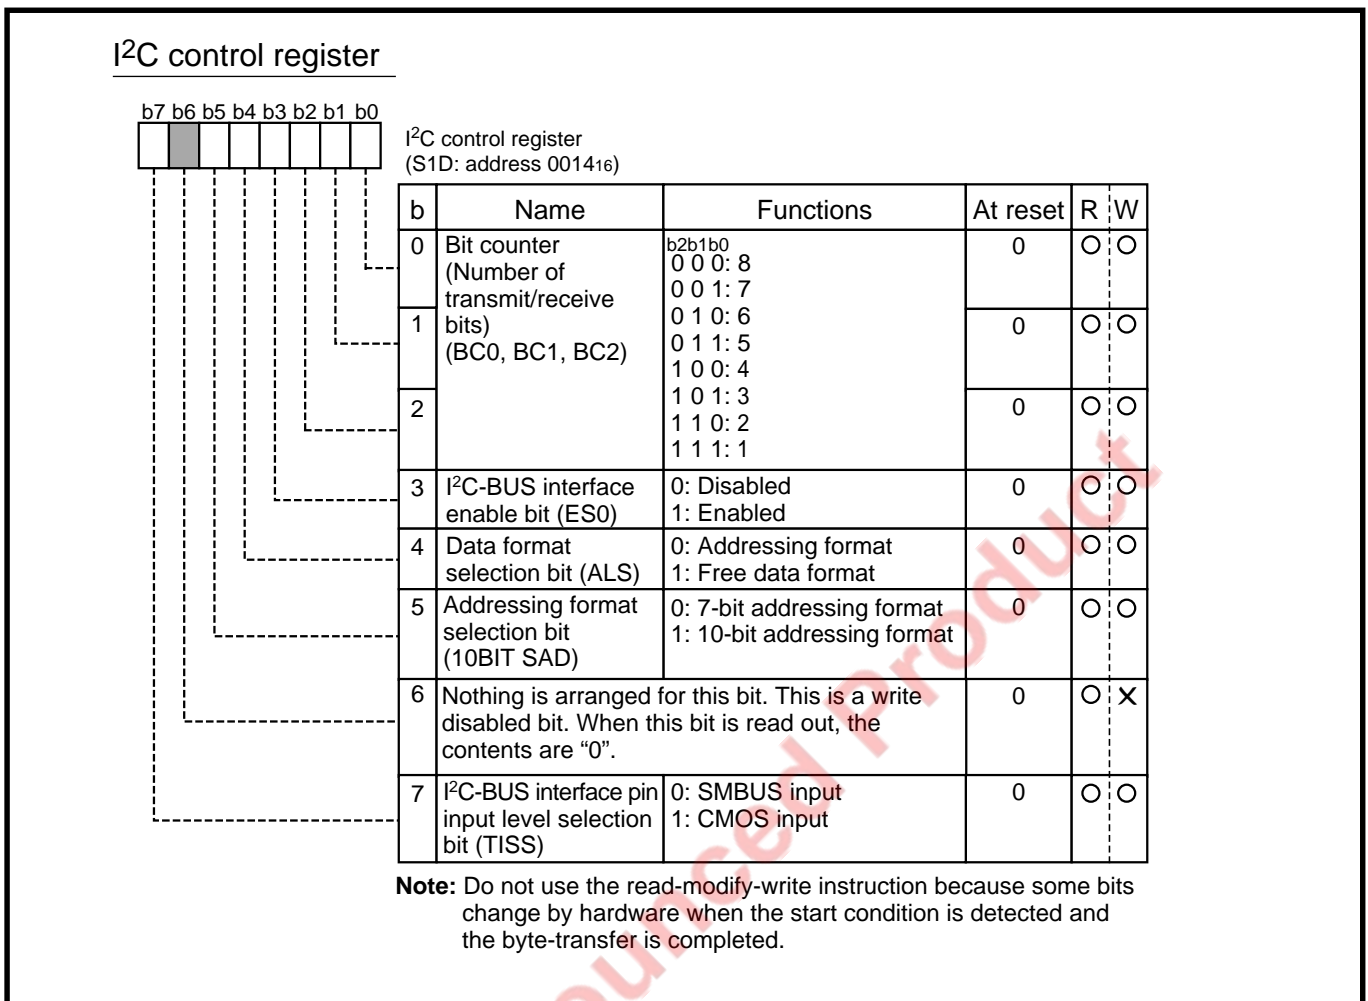 I2C control register
b7 b6 b5 b4 b3 b2 b1 b0
I2C control register
(S1D: address 001416)
b Name Functions At reset R W
0 Bit counter (Number of transmit/receive bits) (BC0, BC1, BC2) b2b1b0 0
0 0 0: 8
0 0 1: 7
1 0 1 0: 6 0
0 1 1: 5
1 0 0: 4
2 1 0 1: 3 0
1 1 0: 2
1 1 1: 1
3 I2C-BUS interface 0: Disabled 0
enable bit (ES0) 1: Enabled
4 Data format 0: Addressing format 0
selection bit (ALS) 1: Free data format
5 Addressing format 0: 7-bit addressing format 0
selection bit 1: 10-bit addressing format
(10BIT SAD)
6 Nothing is arranged for this bit. This is a write 0
disabled bit. When this bit is read out, the
contents are “0”.
7 I2C-BUS interface pin 0: SMBUS input 0
input level selection 1: CMOS input
bit (TISS)
Note: Do not use the read-modify-write instruction because some bits
change by hardware when the start condition is detected and
the byte-transfer is completed.
ounced Product